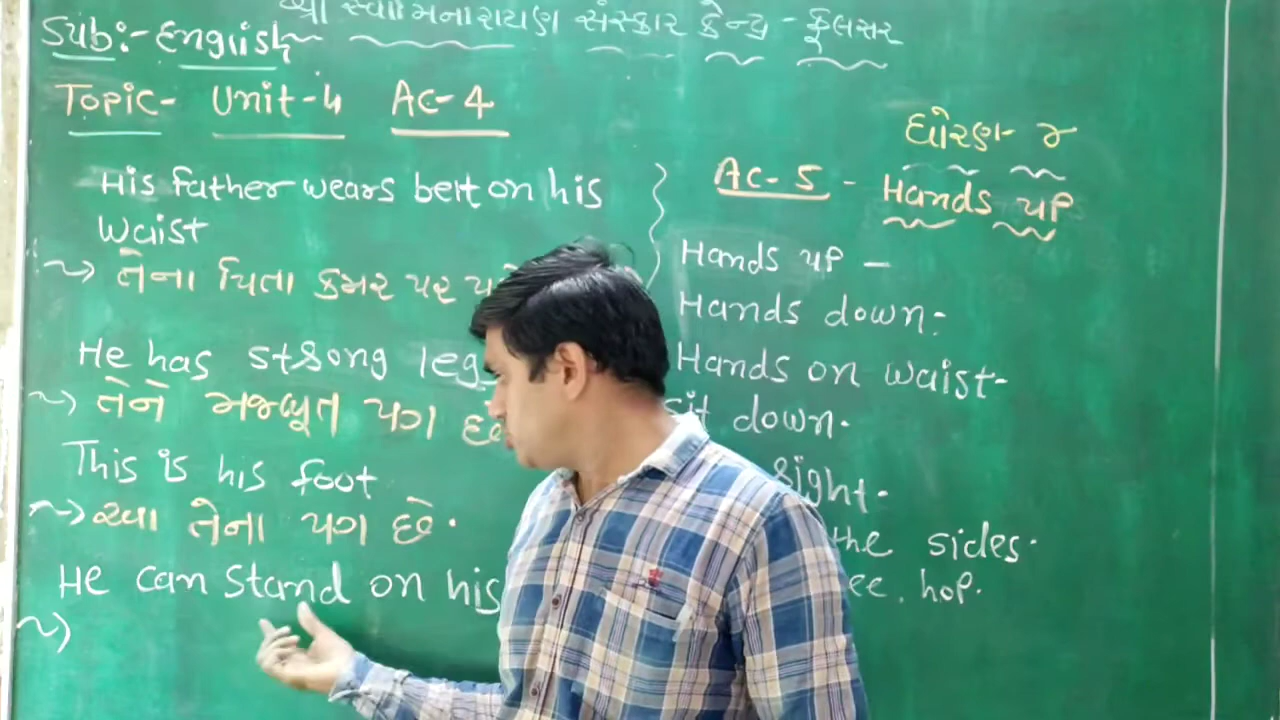 શ્રી સ્વામિનારાયણ સંસ્કાર કેન્દ્ર - ફૂલસર
Sub:- English
Topic- Unit-4 AC-4
ધોરણ- ૪
His Father wears belt on his
waist
તેના પિતા કમર પર
He has strong leg
તેને મજબૂત પગ છે
This is his foot
આ તેના પગ છે.
He can stand on his
AC-5 - Hands up
Hands up -
Hands down:
Hands on waist-
sit down.
right.
the sides.
hop.